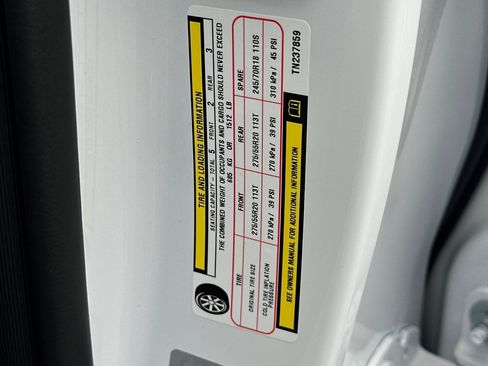 TIRE AND LOADING INFORMATION
SEATING CAPACITY - TOTAL 5 FRONT 2 REAR 3
THE COMBINED WEIGHT OF OCCUPANTS AND CARGO SHOULD NEVER EXCEED
685 KG OR 1512 LB
TIRE FRONT REAR SPARE
ORIGINAL TIRE SIZE 275/55R20 113T 275/55R20 113T 245/70R18 110S
COLD TIRE INFLATION PRESSURE 270 kPa / 39 PSI 270 kPa / 39 PSI 310 kPa / 45 PSI
SEE OWNERS MANUAL FOR ADDITIONAL INFORMATION
TN237859